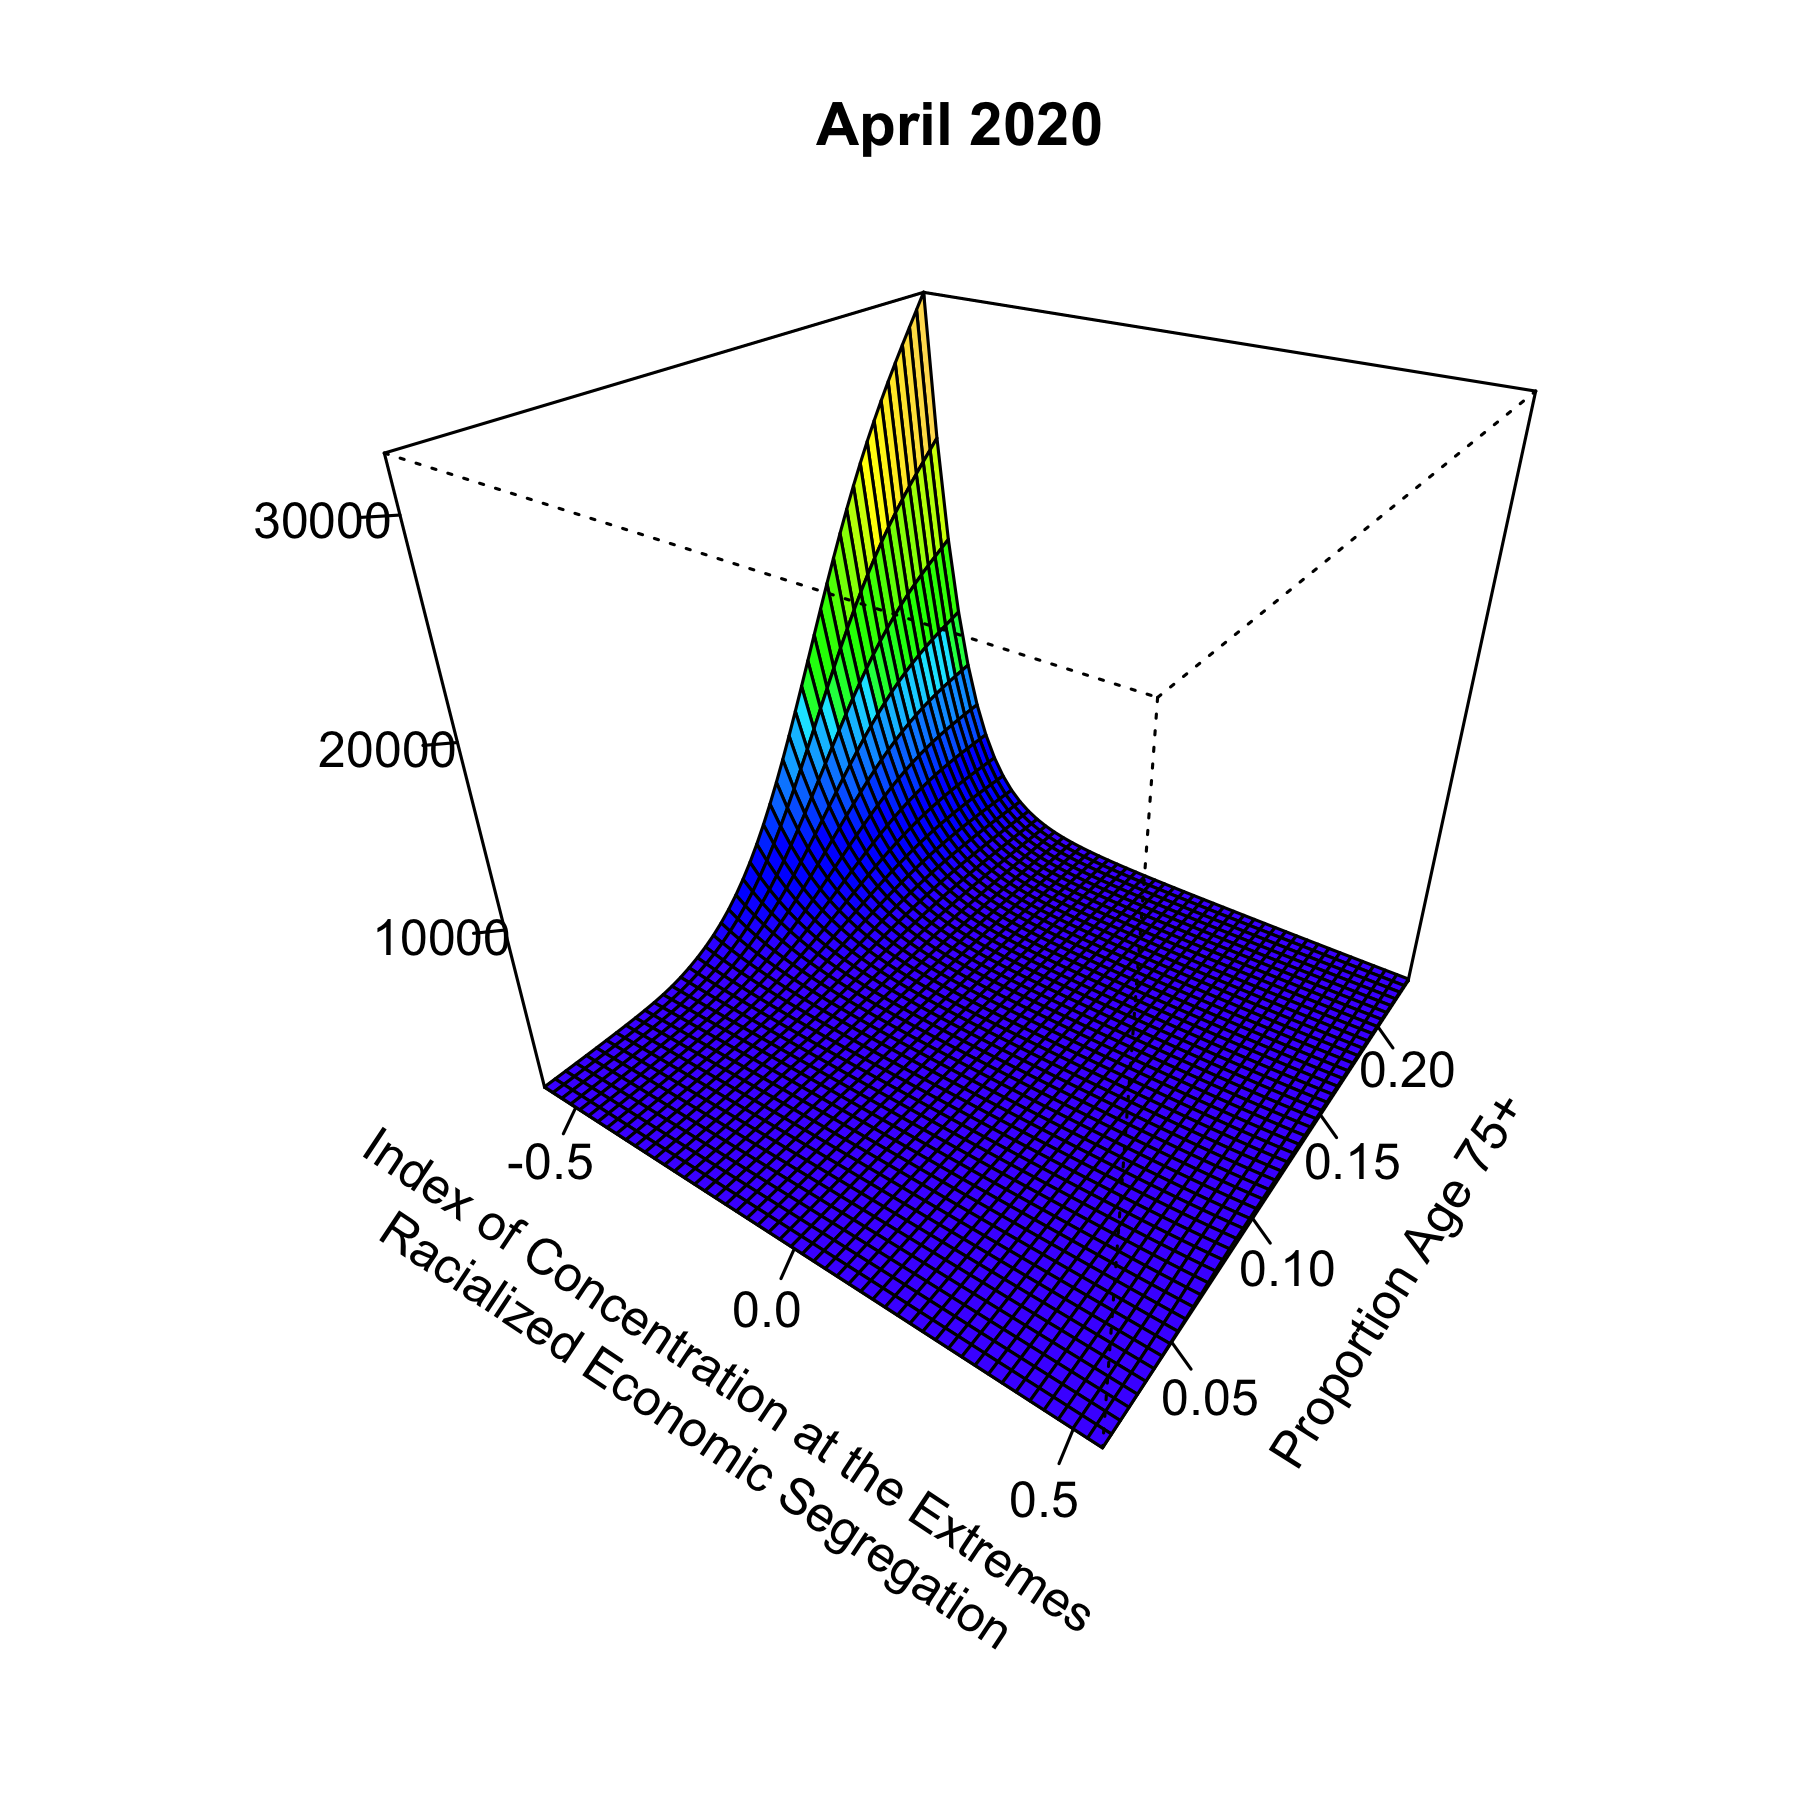 April 2020
30000
20000
10000
-0.5
0.0
0.5
Index of Concentration at the Extremes
Racialized Economic Segregation
0.05
0.10
0.15
0.20
Proportion Age 75+